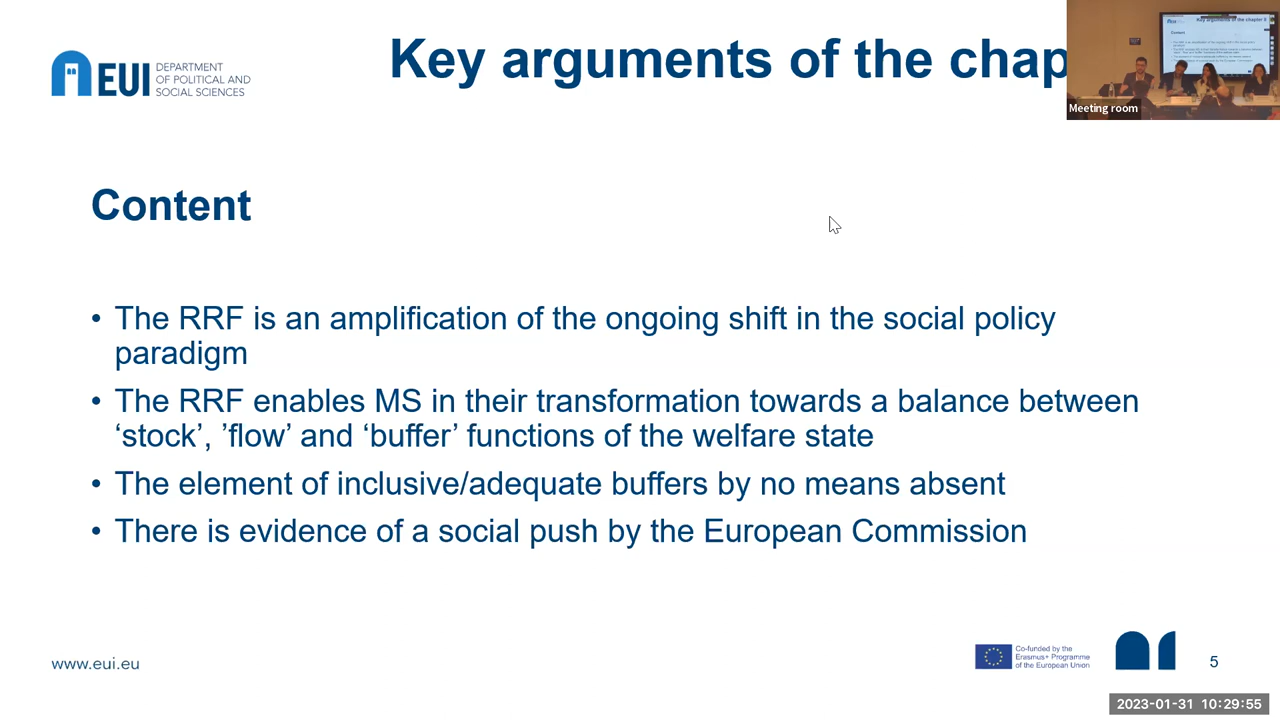 EUI
DEPARTMENT
OF POLITICAL AND
SOCIAL SCIENCES
Key arguments of the chap
Meeting room
Content
• The RRF is an amplification of the ongoing shift in the social policy
paradigm
• The RRF enables MS in their transformation towards a balance between
‘stock’, ’flow’ and ‘buffer’ functions of the welfare state
• The element of inclusive/adequate buffers by no means absent
• There is evidence of a social push by the European Commission
www.eui.eu
Co-funded by the
Erasmus+ Programme
of the European Union
5
2023-01-31 10:29:55